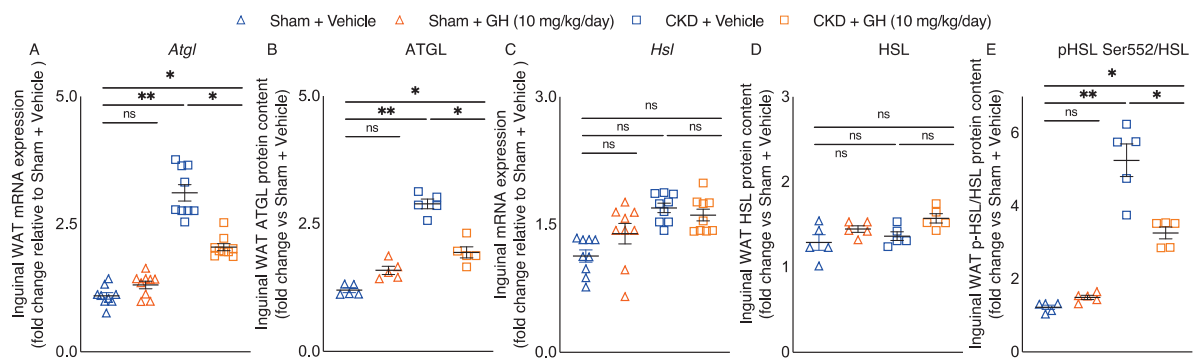 Sham + Vehicle Sham + GH (10 mg/kg/day) CKD + Vehicle CKD + GH (10 mg/kg/day)
A
Atgl
Inguinal WAT mRNA expression
(fold change relative to Sham + Vehicle)
*
** *
ns
5.0
2.5
0.0
B
ATGL
Inguinal WAT ATGL protein content
(fold change vs Sham + Vehicle)
*
** *
ns
5.0
2.5
0.0
C
Hsl
Inguinal mRNA expression
(fold change relative to Sham + Vehicle)
ns
ns ns
ns
3.0
1.5
0.0
D
HSL
Inguinal WAT HSL protein content
(fold change vs Sham + Vehicle)
ns
ns ns
ns
3
2
1
0
E
pHSL Ser552/HSL
Inguinal WAT p-HSL/HSL protein content
(fold change vs Sham + Vehicle)
*
** *
ns
6
4
2
0